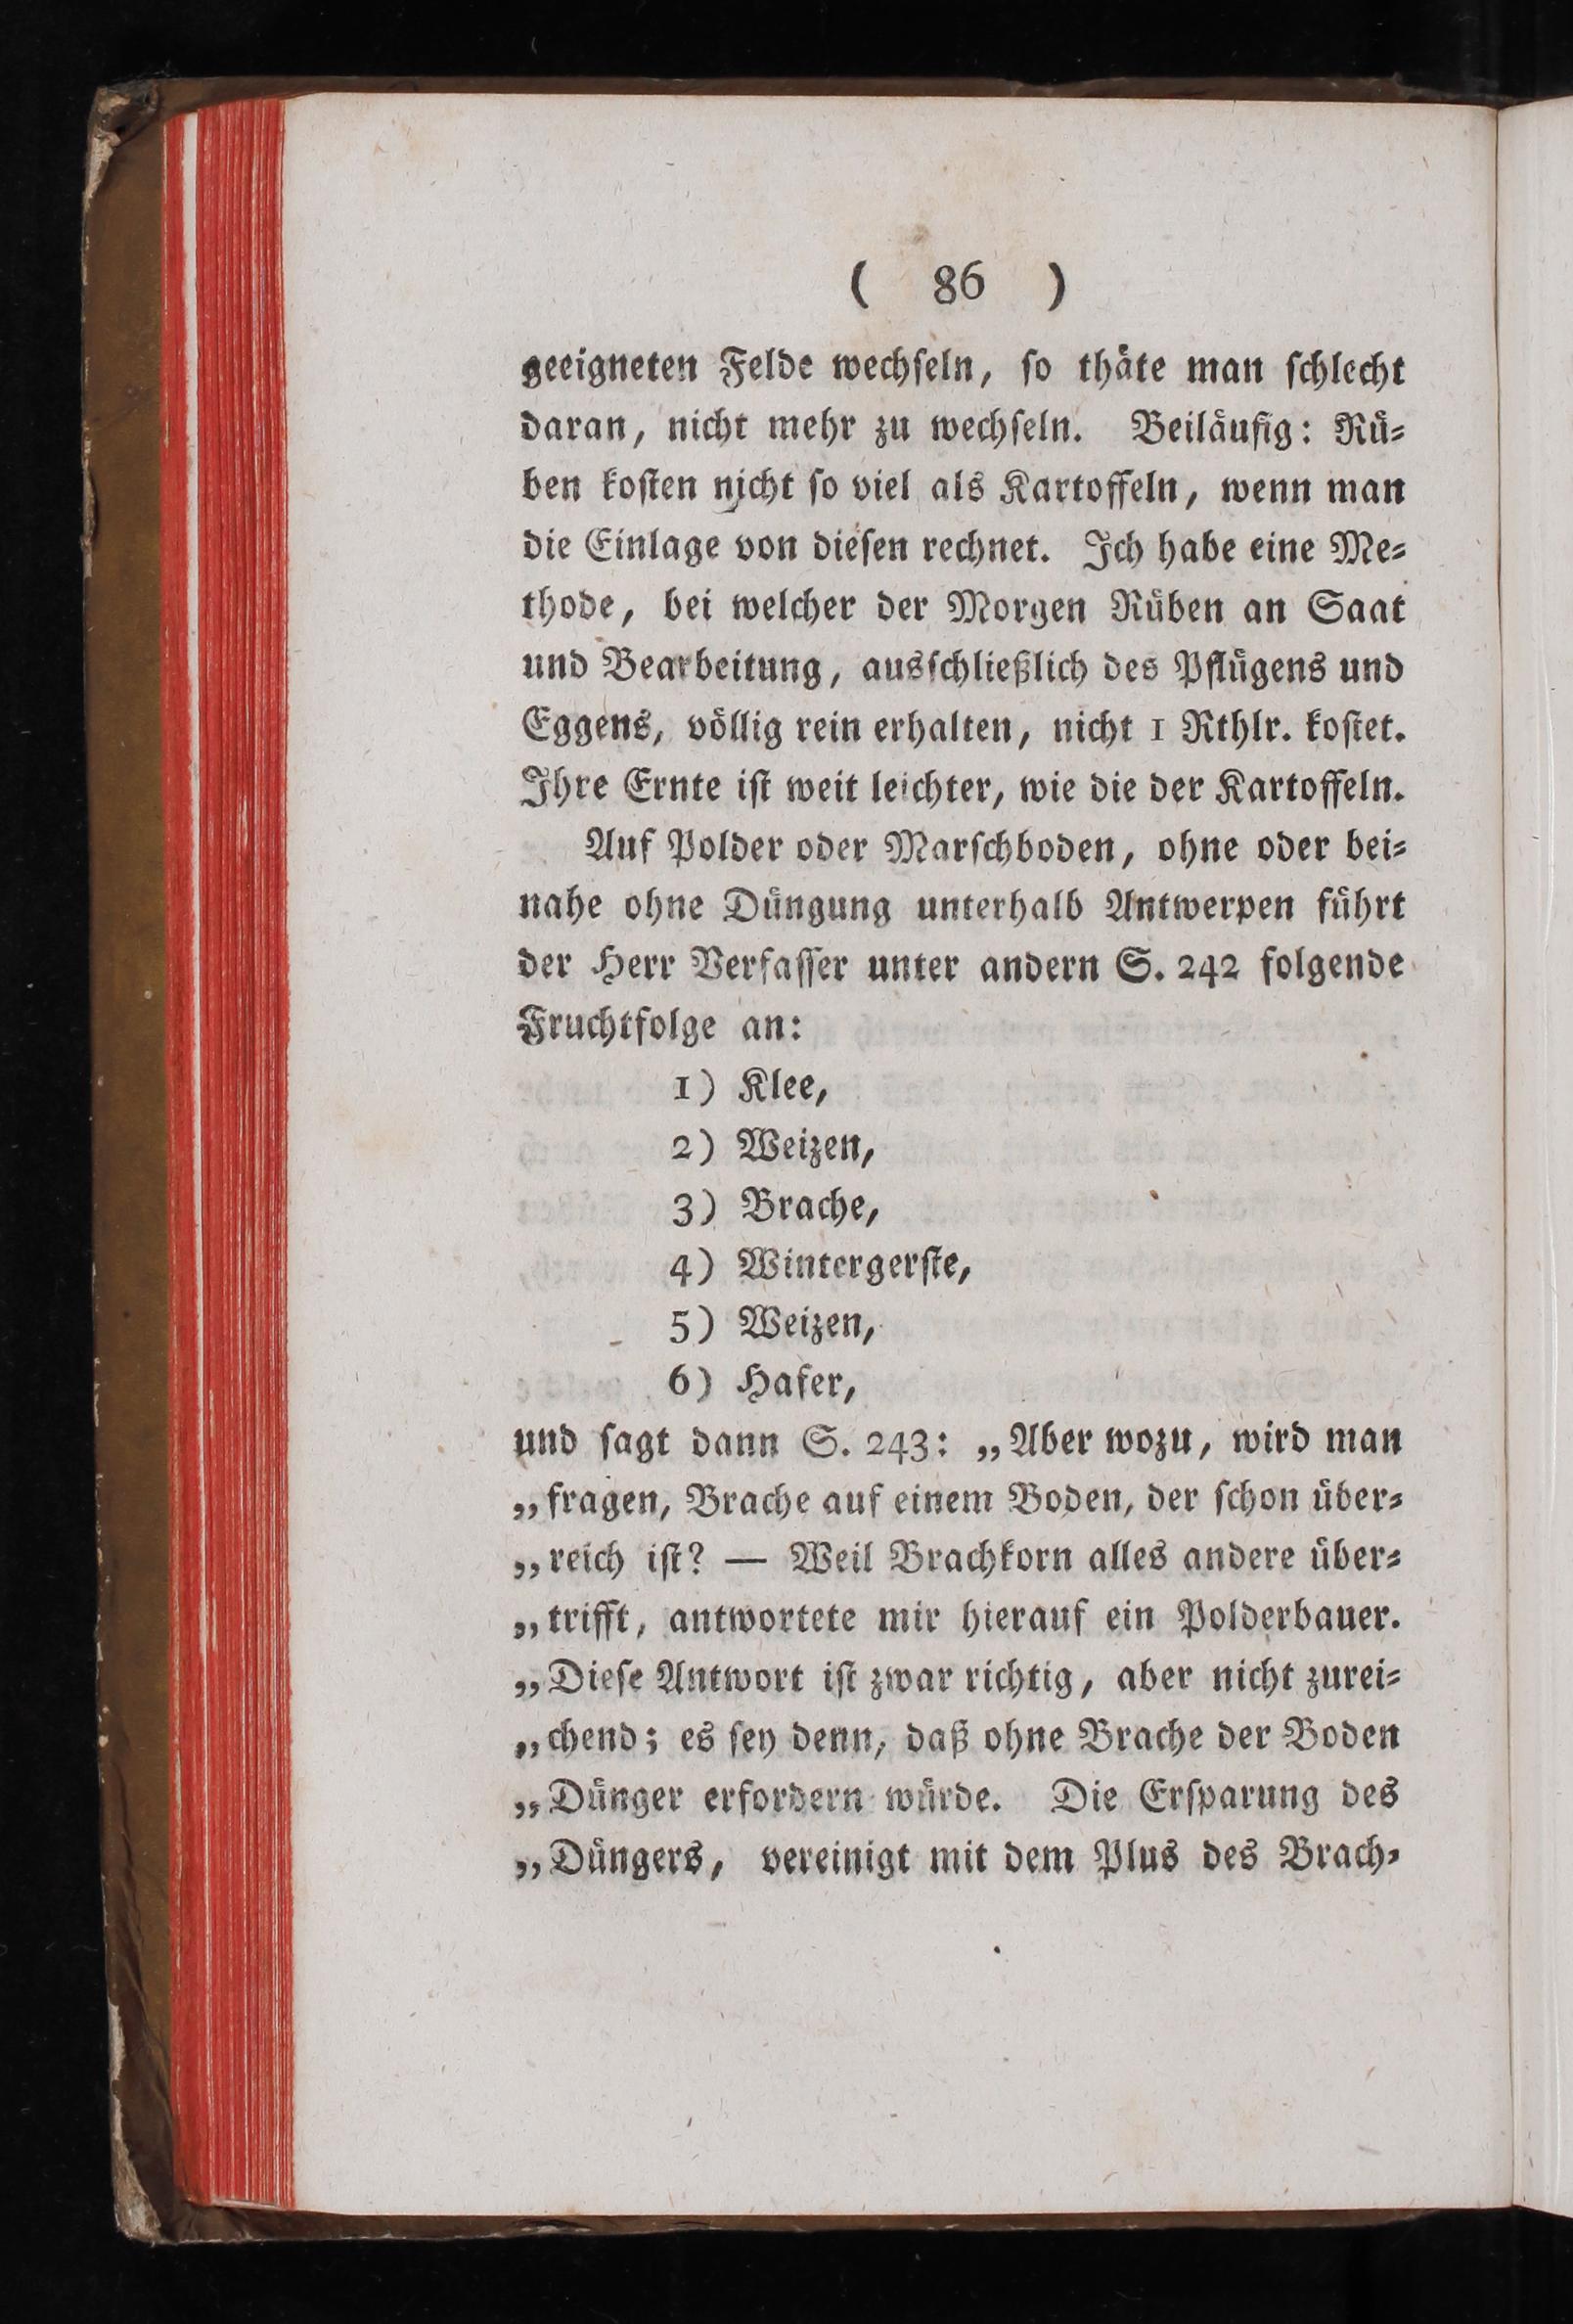 ( 86 )
geeigneten Felde wechſeln, ſo thäte man ſchlecht
daran, nicht mehr zu wechſeln. Beiläufig: Rü⸗
ben koſten nicht ſo viel als Kartoffeln, wenn man
die Einlage von dieſen rechnet. Ich habe eine Me⸗
thode, bei welcher der Morgen Rüben an Saat
und Bearbeitung, ausſchließlich des Pflügens und
Eggens, völlig rein erhalten, nicht 1 Rthlr. koſtet.
Ihre Ernte iſt weit leichter, wie die der Kartoffeln.
Auf Polder oder Marſchboden, ohne oder bei⸗
nahe ohne Düngung unterhalb Antwerpen führt
der Herr Verfaſſer unter andern S. 242 folgende
Fruchtfolge an:
1) Klee,
2) Weizen,
3) Brache,
4) Wintergerſte,
5) Weizen,
6) Hafer,
und ſagt dann S. 243: „Aber wozu, wird man
„fragen, Brache auf einem Boden, der ſchon über⸗
„reich iſt? — Weil Brachkorn alles andere über⸗
„trifft, antwortete mir hierauf ein Polderbauer.
„Dieſe Antwort iſt zwar richtig, aber nicht zurei⸗
„chend; es ſey denn, daß ohne Brache der Boden
„Dünger erfordern würde. Die Erſparung des
„Düngers, vereinigt mit dem Plus des Brach⸗